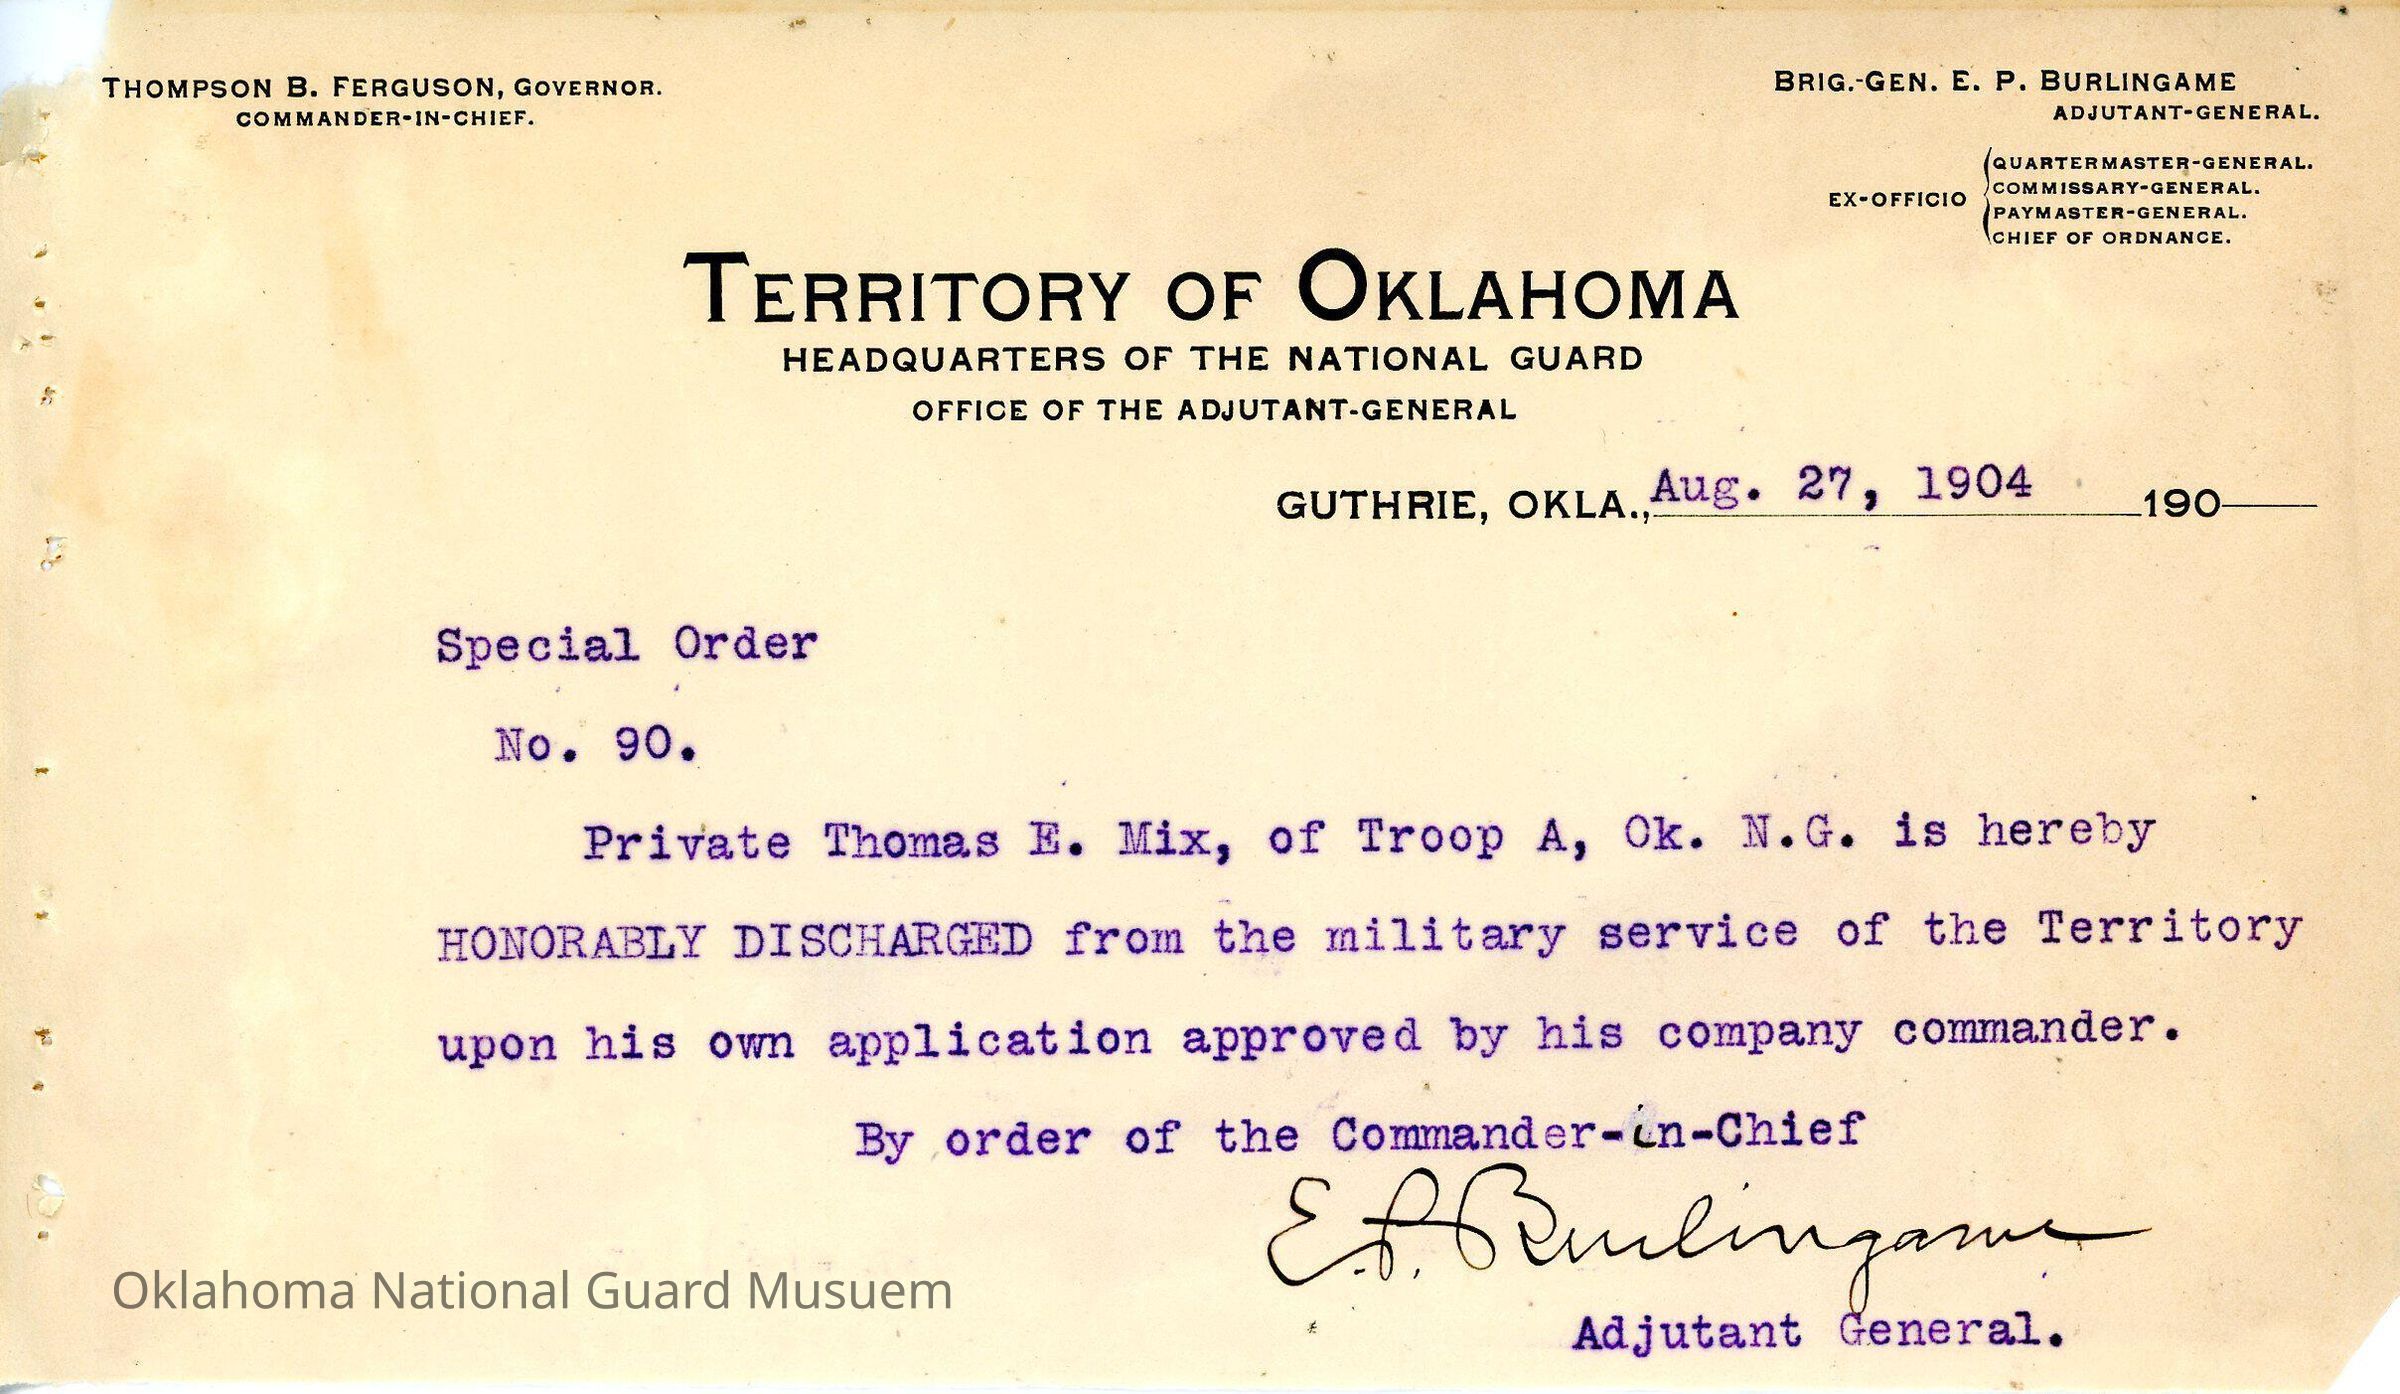 THOMPSON B. FERGUSON, GOVERNOR.
COMMANDER-IN-CHIEF.
BRIG.-GEN. E. P. BURLINGAME
ADJUTANT-GENERAL.
EX-OFFICIO
QUARTERMASTER-GENERAL.
COMMISSARY-GENERAL.
PAYMASTER-GENERAL.
CHIEF OF ORDNANCE.
TERRITORY OF OKLAHOMA
HEADQUARTERS OF THE NATIONAL GUARD
OFFICE OF THE ADJUTANT-GENERAL
GUTHRIE, OKLA., Aug. 27, 1904 190
Special Order
No. 90.
Private Thomas E. Mix, of Troop A, Ok. N.G. is hereby
HONORABLY DISCHARGED from the military service of the Territory
upon his own application approved by his company commander.
By order of the Commander-in-Chief
E. P. Burlingame
Adjutant General.
Oklahoma National Guard Musuem